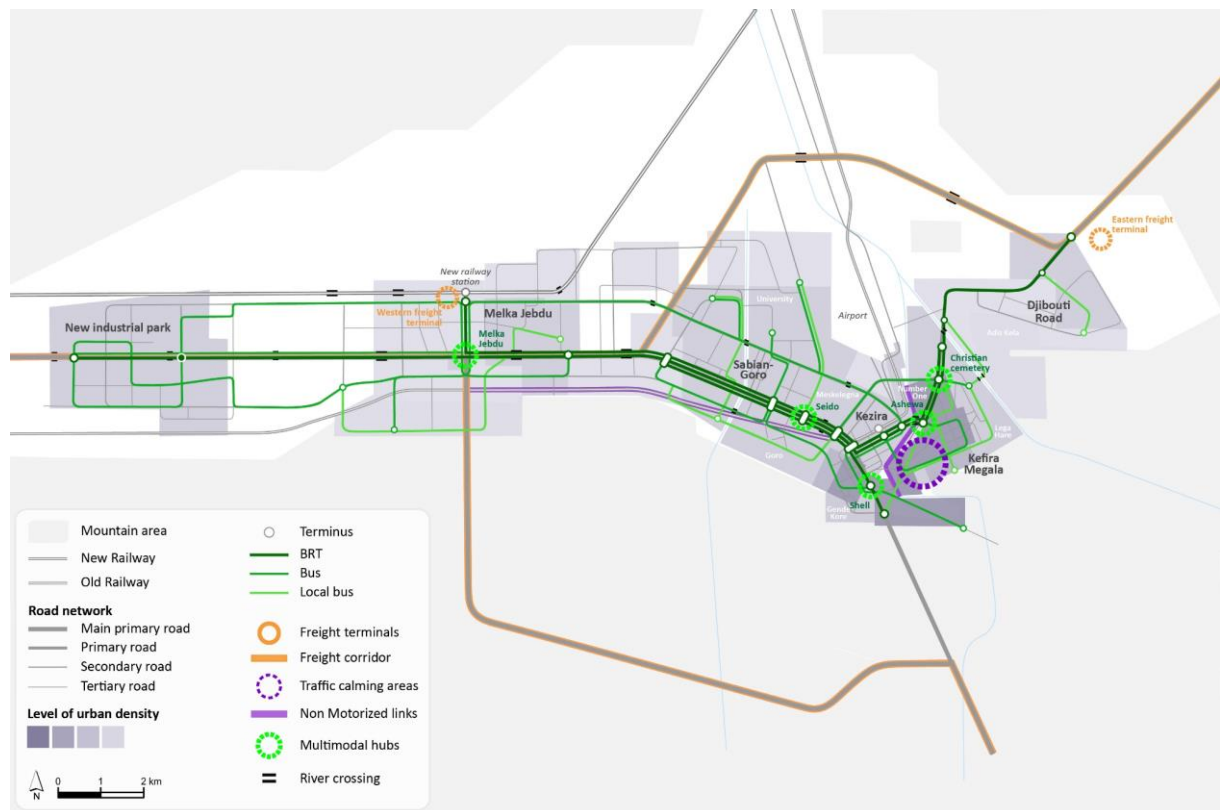 Eastern freight
terminal
New railway
station
Western freight
terminal
Melka Jebdu
New industrial park
Melka
Jebdu
University
Airport
Djibouti
Road
Addis Ketu
Christian
cemetery
Sabian-
Goro
Meskelegna
Number
One
Ashewa
Seido
Kezira
Lega
Hare
Goro
Kefira
Megala
Shell
Gende
Kore
Mountain area
New Railway
Old Railway
Road network
Main primary road
Primary road
Secondary road
Tertiary road
Level of urban density
N
0 1 2 km
Terminus
BRT
Bus
Local bus
Freight terminals
Freight corridor
Traffic calming areas
Non Motorized links
Multimodal hubs
River crossing